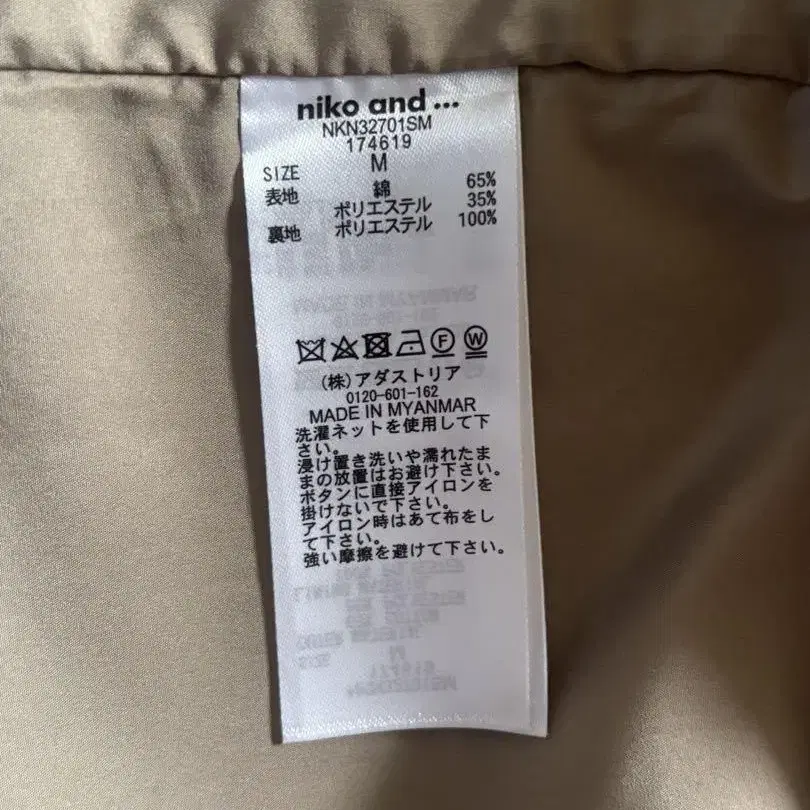 niko and ...
NKN32701SM
174619
SIZE M
表地 綿 65%
ポリエステル 35%
裏地 ポリエステル 100%
F W
(株)アダストリア
0120-601-162
MADE IN MYANMAR
洗濯ネットを使用して下
さい。
浸け置き洗いや濡れたま
まの放置はお避け下さい。
ボタンに直接アイロンを
掛けないで下さい。
アイロン時はあて布をし
て下さい。
強い摩擦を避けて下さい。